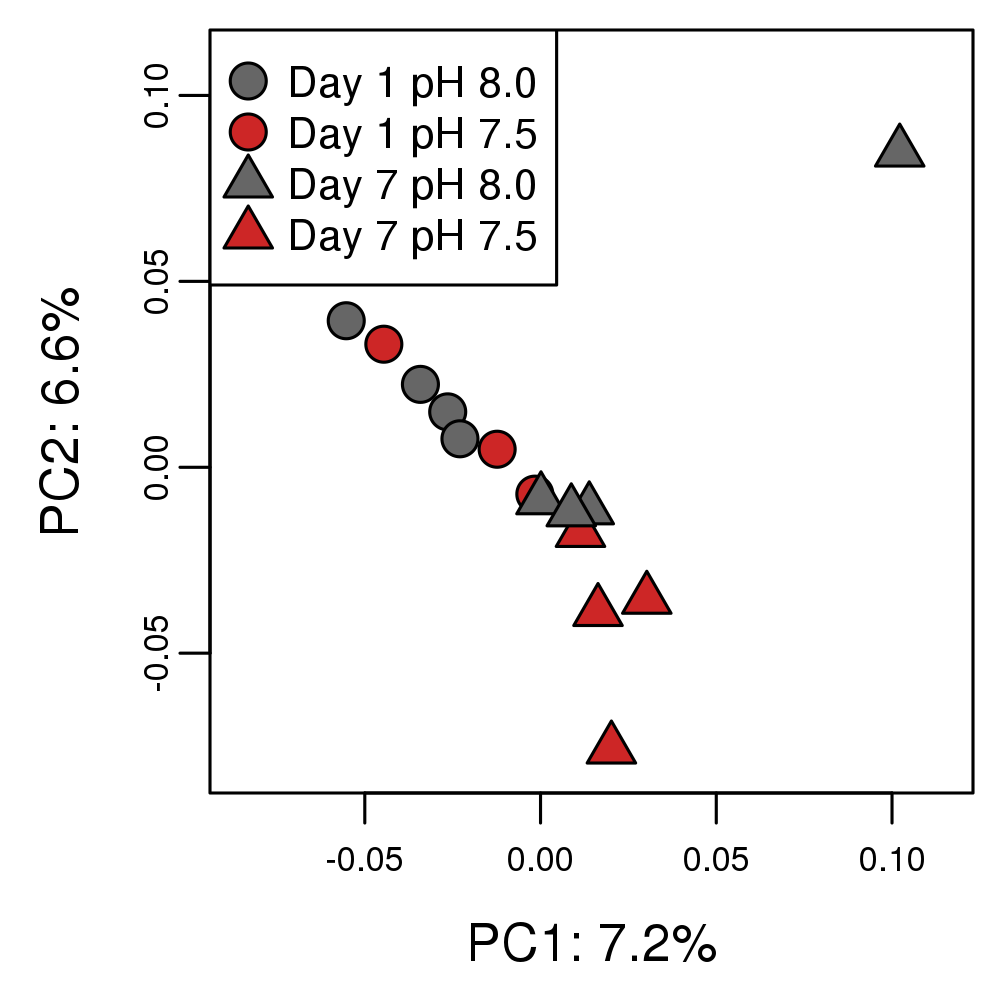 Day 1 pH 8.0
Day 1 pH 7.5
Day 7 pH 8.0
Day 7 pH 7.5
0.10
0.05
0.00
-0.05
PC2: 6.6%
-0.05 0.00 0.05 0.10
PC1: 7.2%